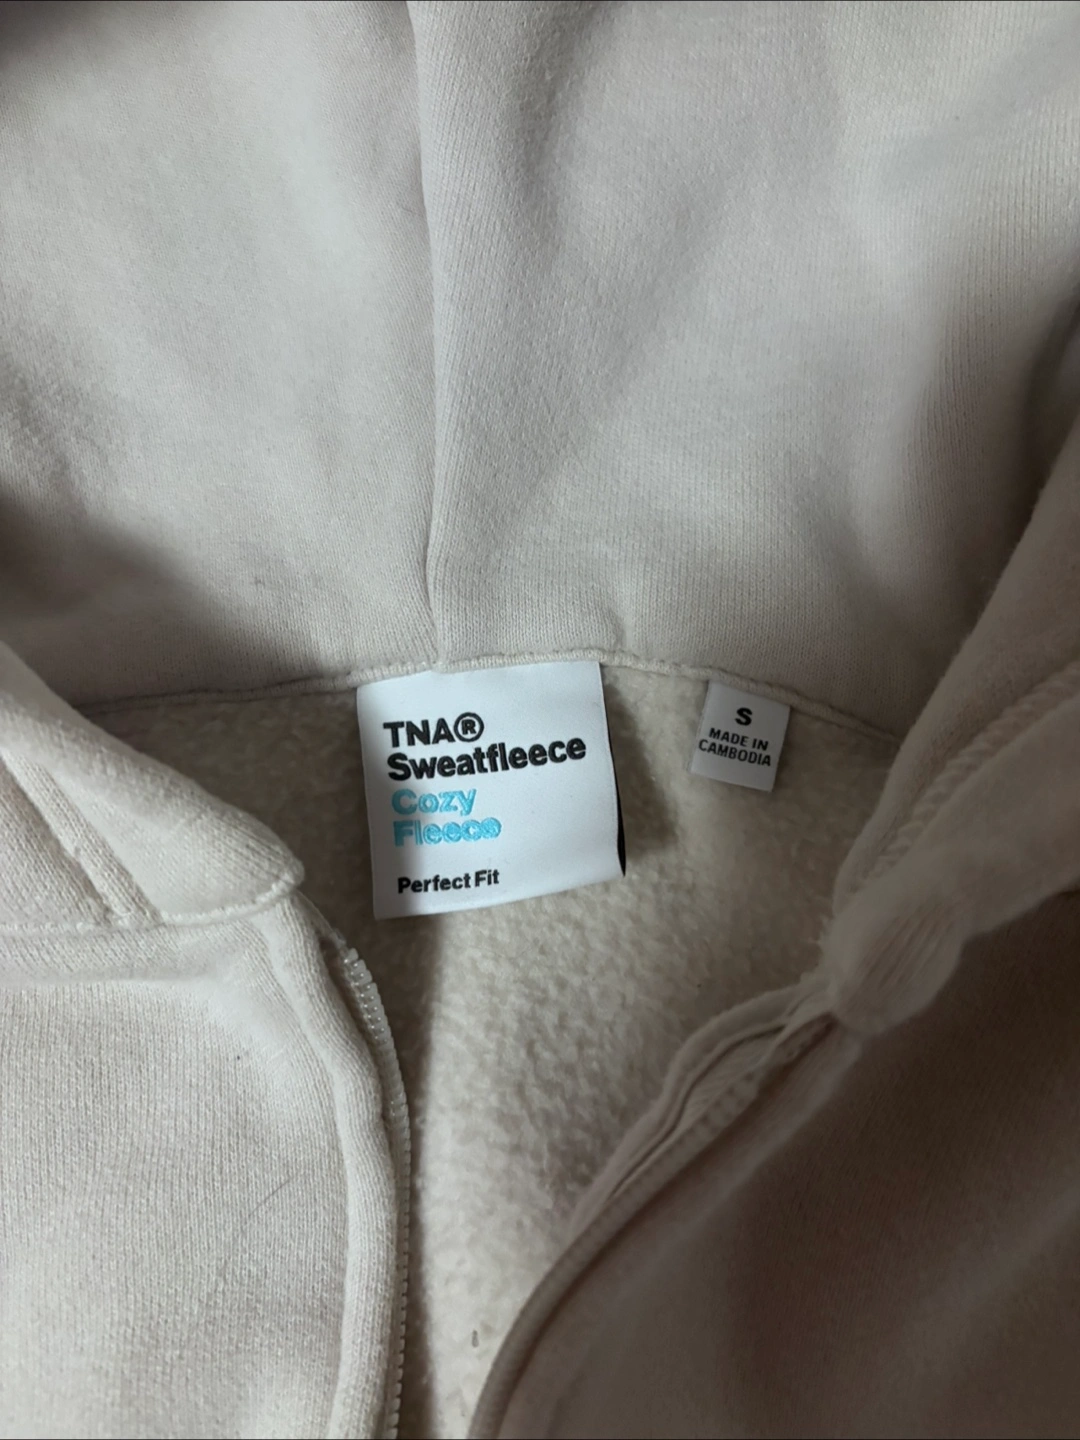 TNA®
Sweatfleece
Cozy
Fleece
Perfect Fit
S
MADE IN
CAMBODIA